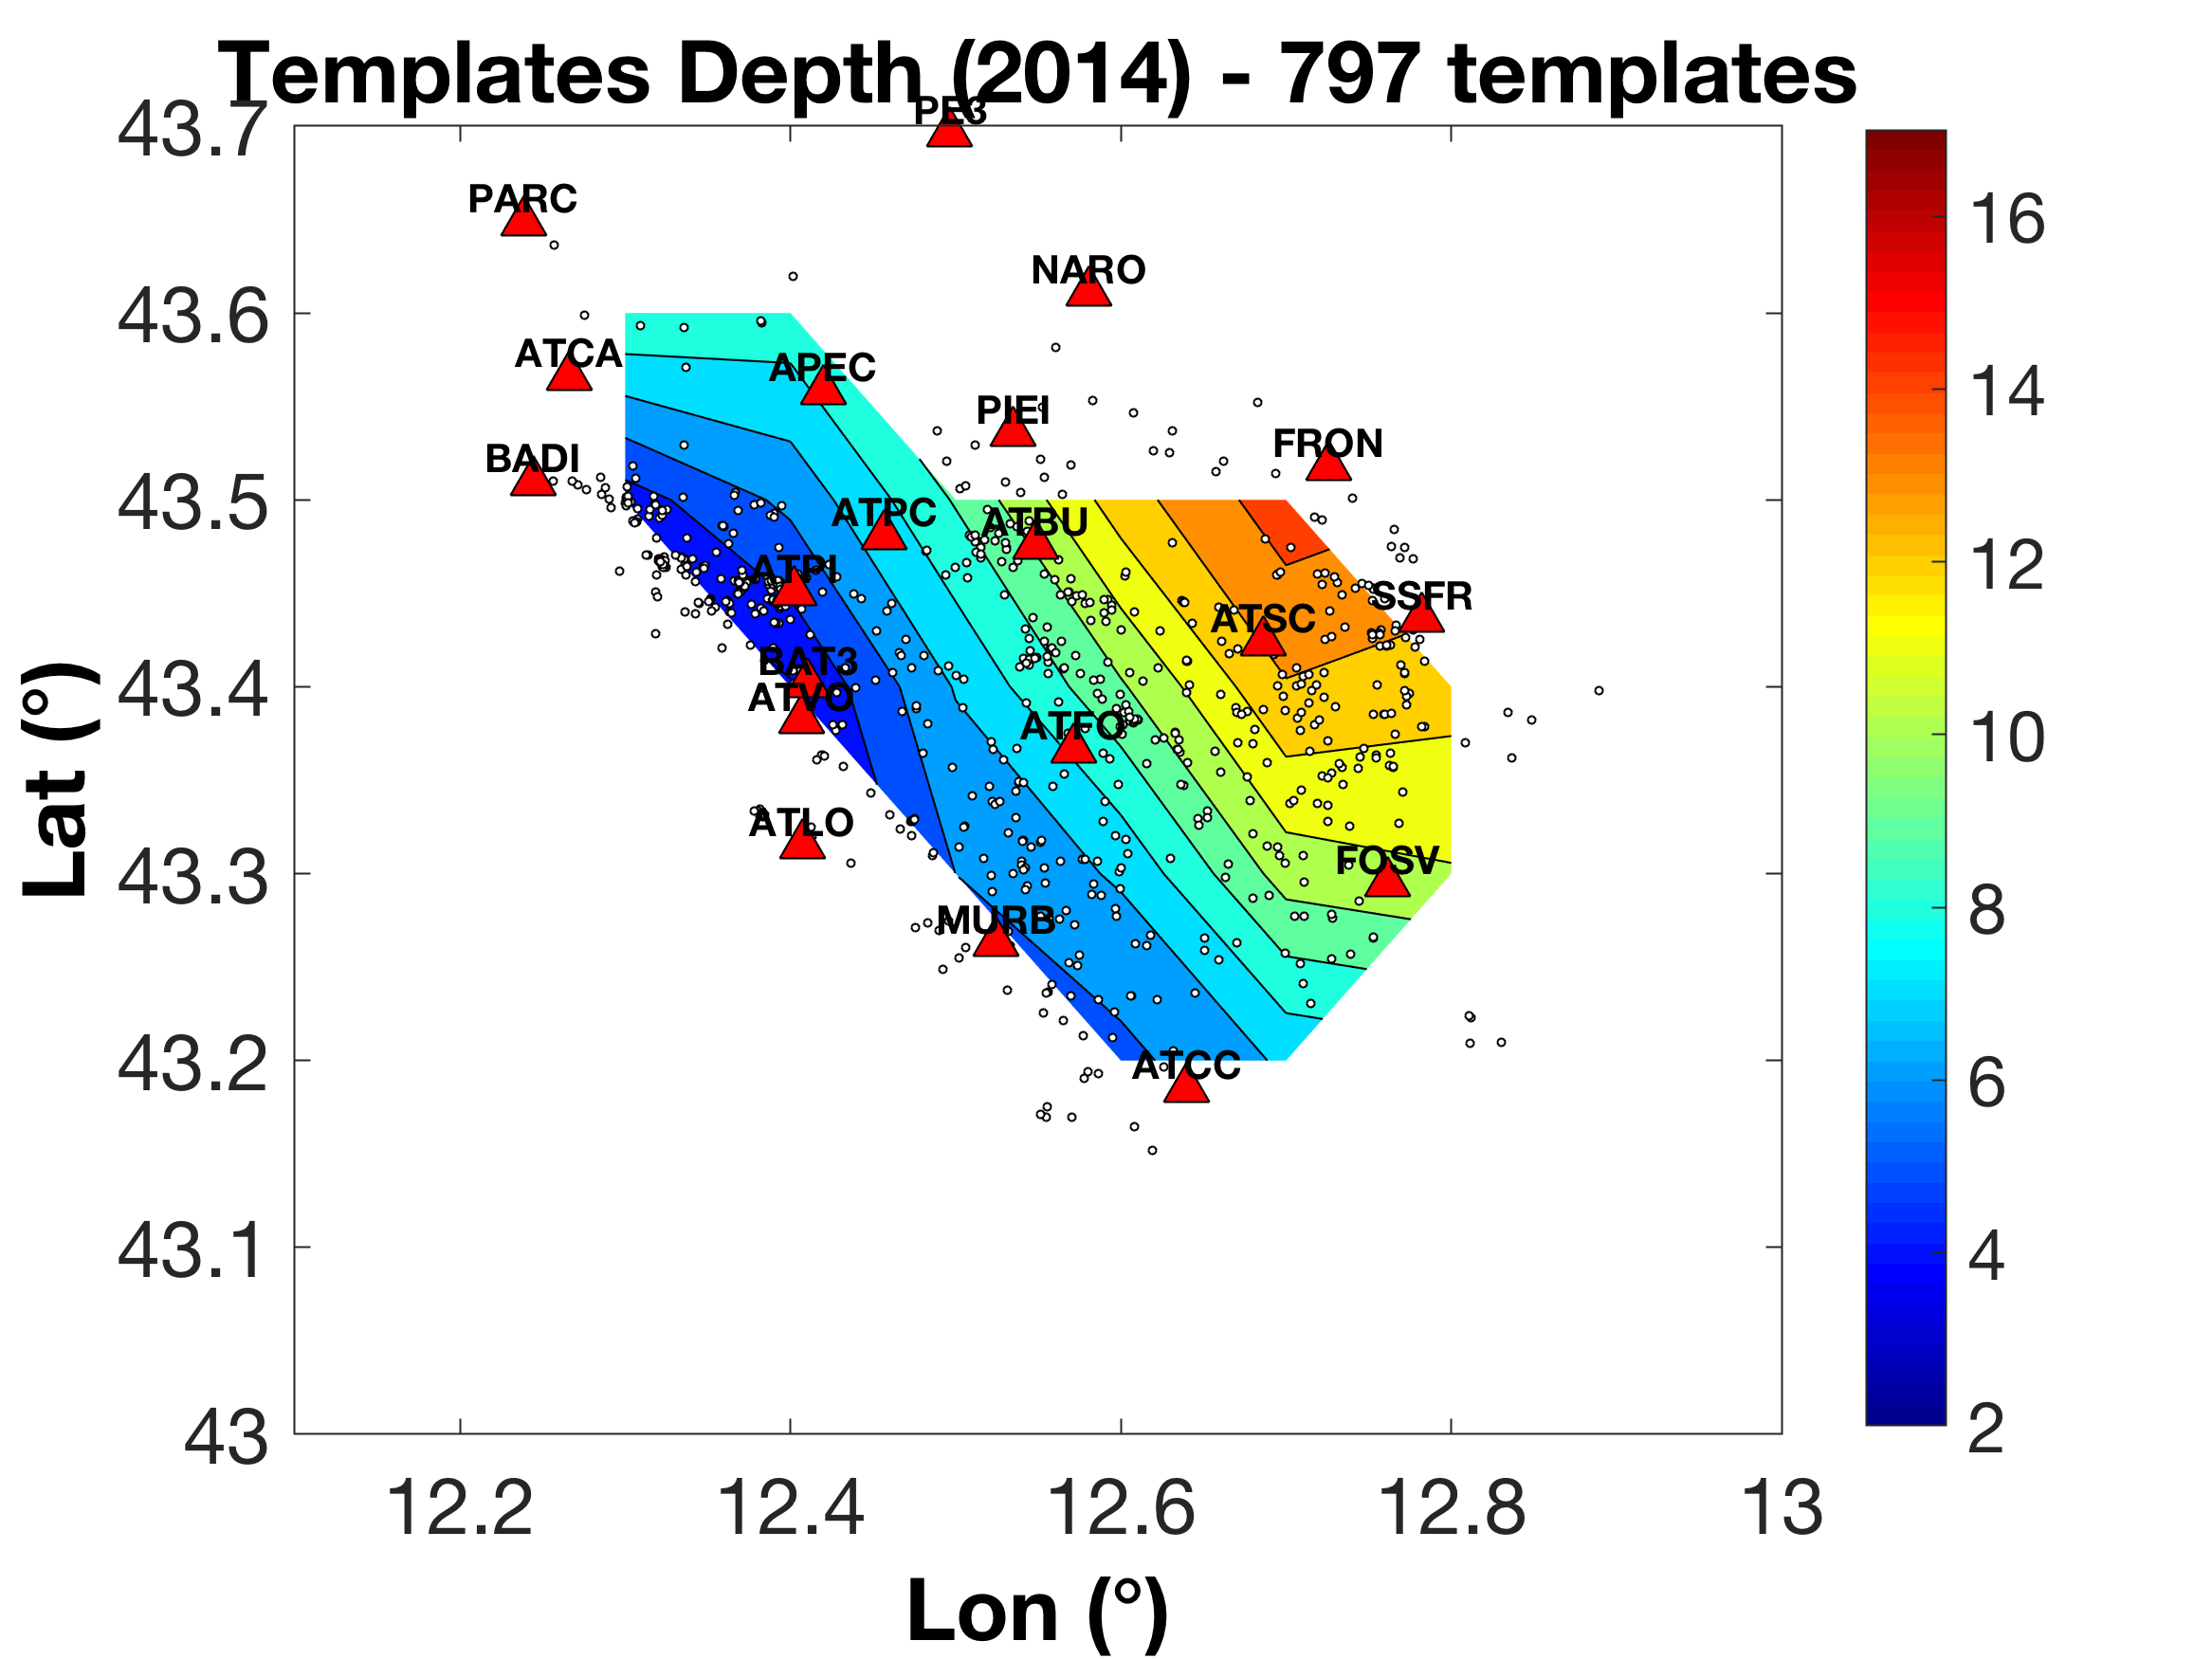 Templates Depth (2014) - 797 templates
PE3
43.7
PARC
16
NARO
43.6
ATCA
APEC
14
PIEI
FRON
BADI
43.5
ATPC
ATBU
12
ATPI
SSFR
ATSC
BAT3
43.4
ATVO
ATFO
10
Lat (°)
ATLO
43.3
FOSV
MURB
8
43.2
ATCC
6
43.1
4
43
2
12.2
12.4
12.6
12.8
13
Lon (°)